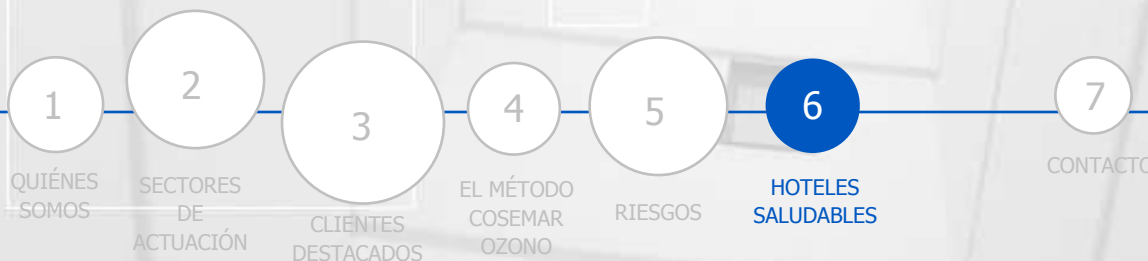 1
QUIÉNES
SOMOS
2
SECTORES
DE
ACTUACIÓN
3
CLIENTES
DESTACADOS
4
EL MÉTODO
COSEMAR
OZONO
5
RIESGOS
6
HOTELES
SALUDABLES
7
CONTACTO